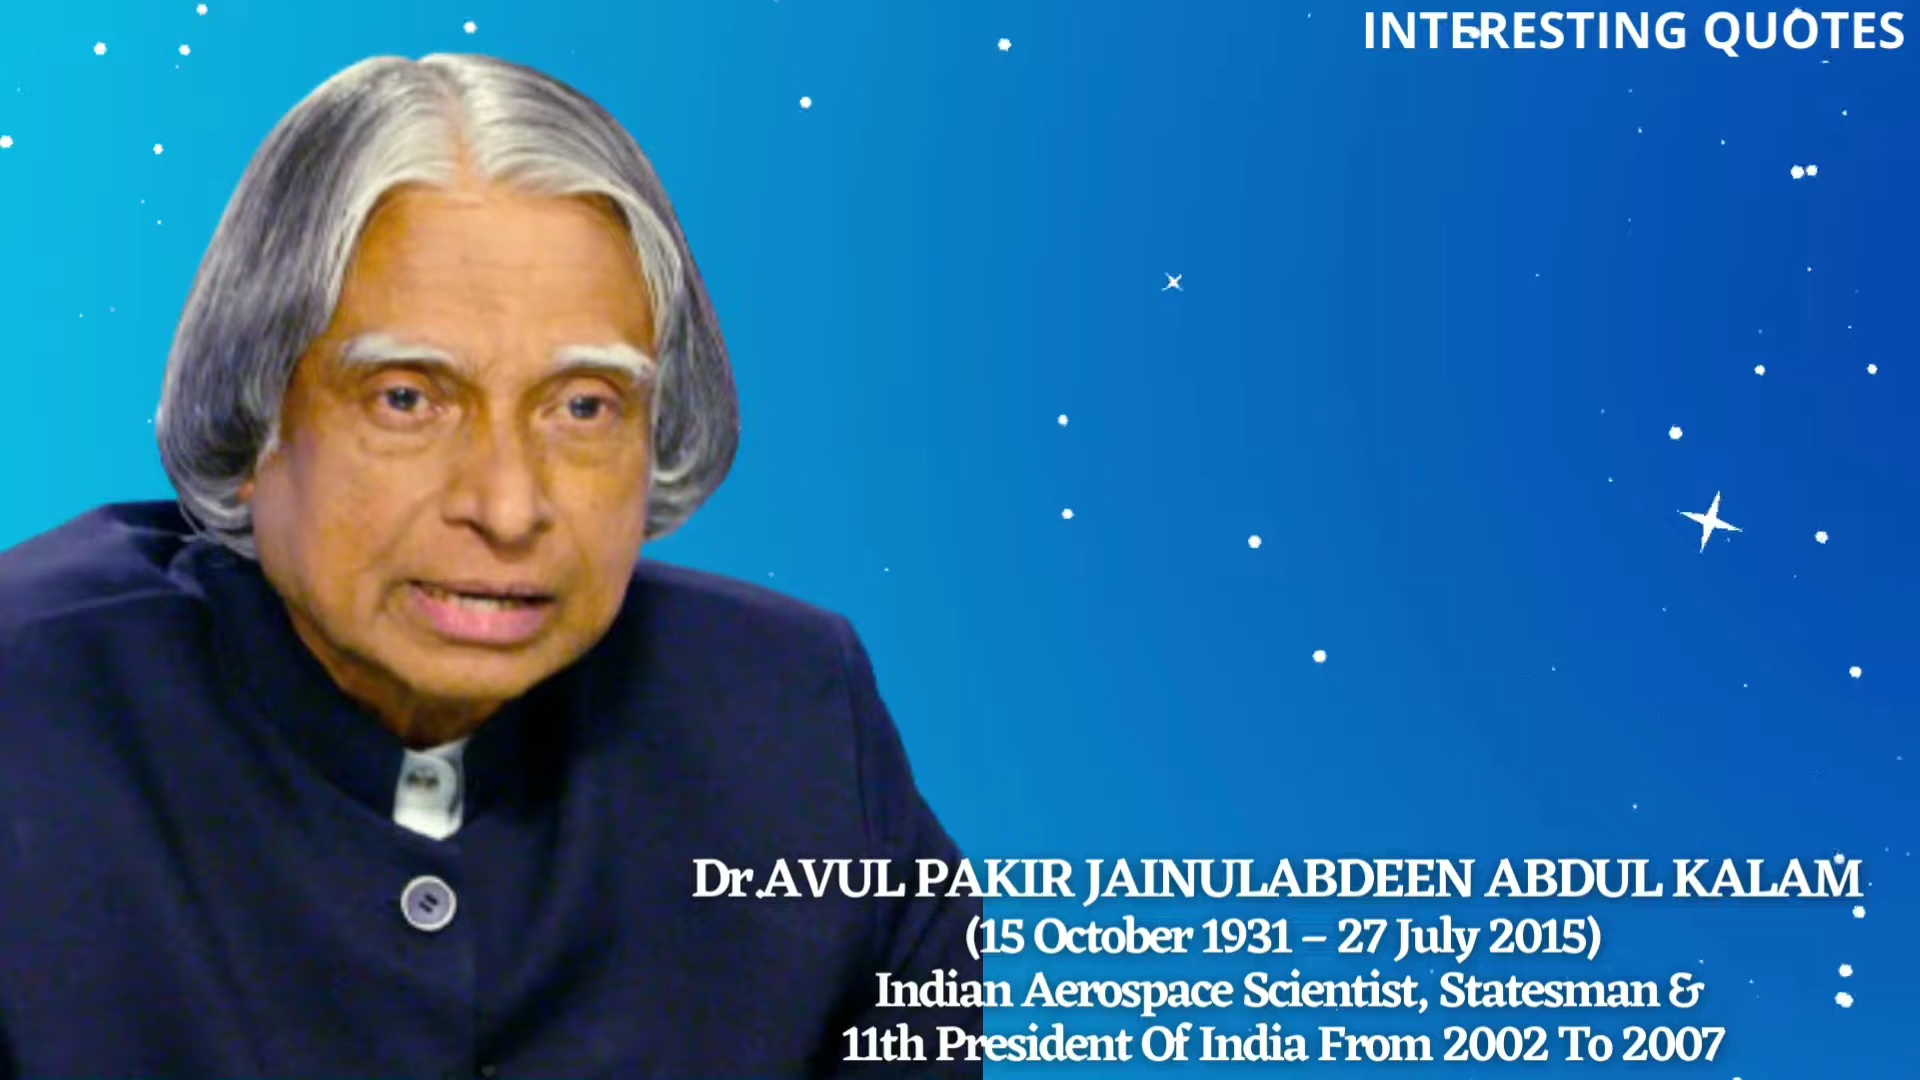 INTERESTING QUOTES
Dr.AVUL PAKIR JAINULABDEEN ABDUL KALAM
(15 October 1931 – 27 July 2015)
Indian Aerospace Scientist, Statesman &
11th President Of India From 2002 To 2007